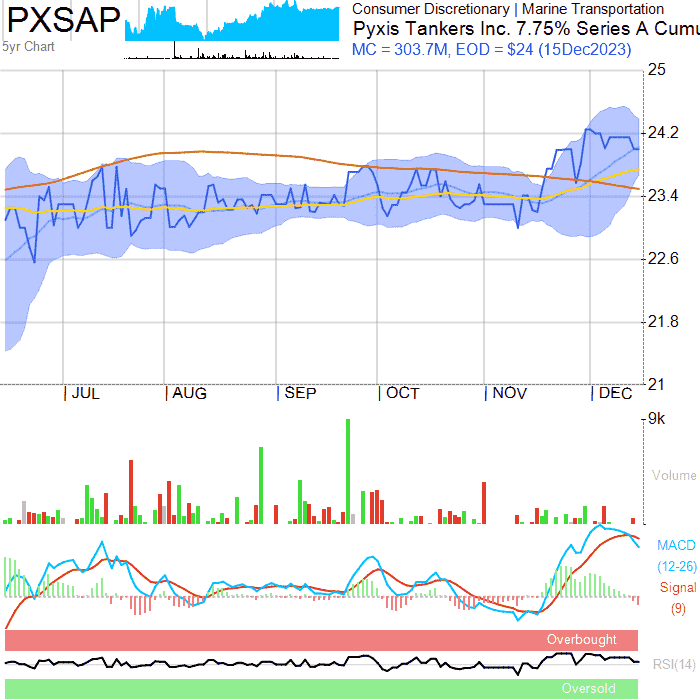 PXSAP
5yr Chart
Consumer Discretionary | Marine Transportation
Pyxis Tankers Inc. 7.75% Series A Cumu
MC = 303.7M, EOD = $24 (15Dec2023)
25
24.2
23.4
22.6
21.8
21
| JUL | AUG | SEP | OCT | NOV | DEC
9k
Volume
MACD
(12-26)
Signal
(9)
Overbought
RSI(14)
Oversold